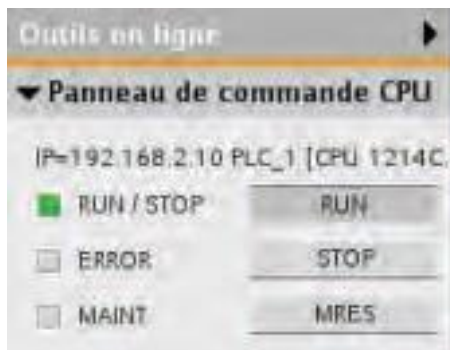 Outils en ligne
Panneau de commande CPU
IP=192.168.2.10 PLC_1 [CPU 1214C
RUN / STOP RUN
ERROR STOP
MAINT MRES